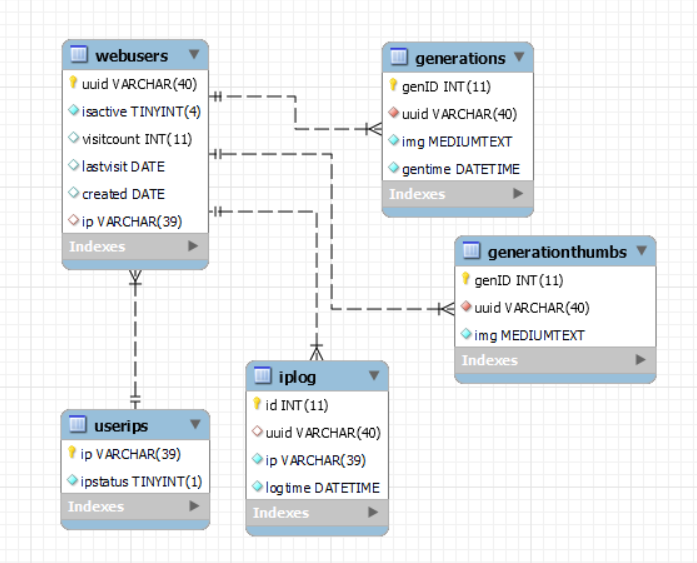 webusers
uuid VARCHAR(40)
isactive TINYINT(4)
visitcount INT(11)
lastvisit DATE
created DATE
ip VARCHAR(39)
Indexes
generations
genID INT(11)
uuid VARCHAR(40)
img MEDIUMTEXT
gentime DATETIME
Indexes
generationthumbs
genID INT(11)
uuid VARCHAR(40)
img MEDIUMTEXT
Indexes
iplog
id INT(11)
uuid VARCHAR(40)
ip VARCHAR(39)
logtime DATETIME
Indexes
userips
ip VARCHAR(39)
ipstatus TINYINT(1)
Indexes